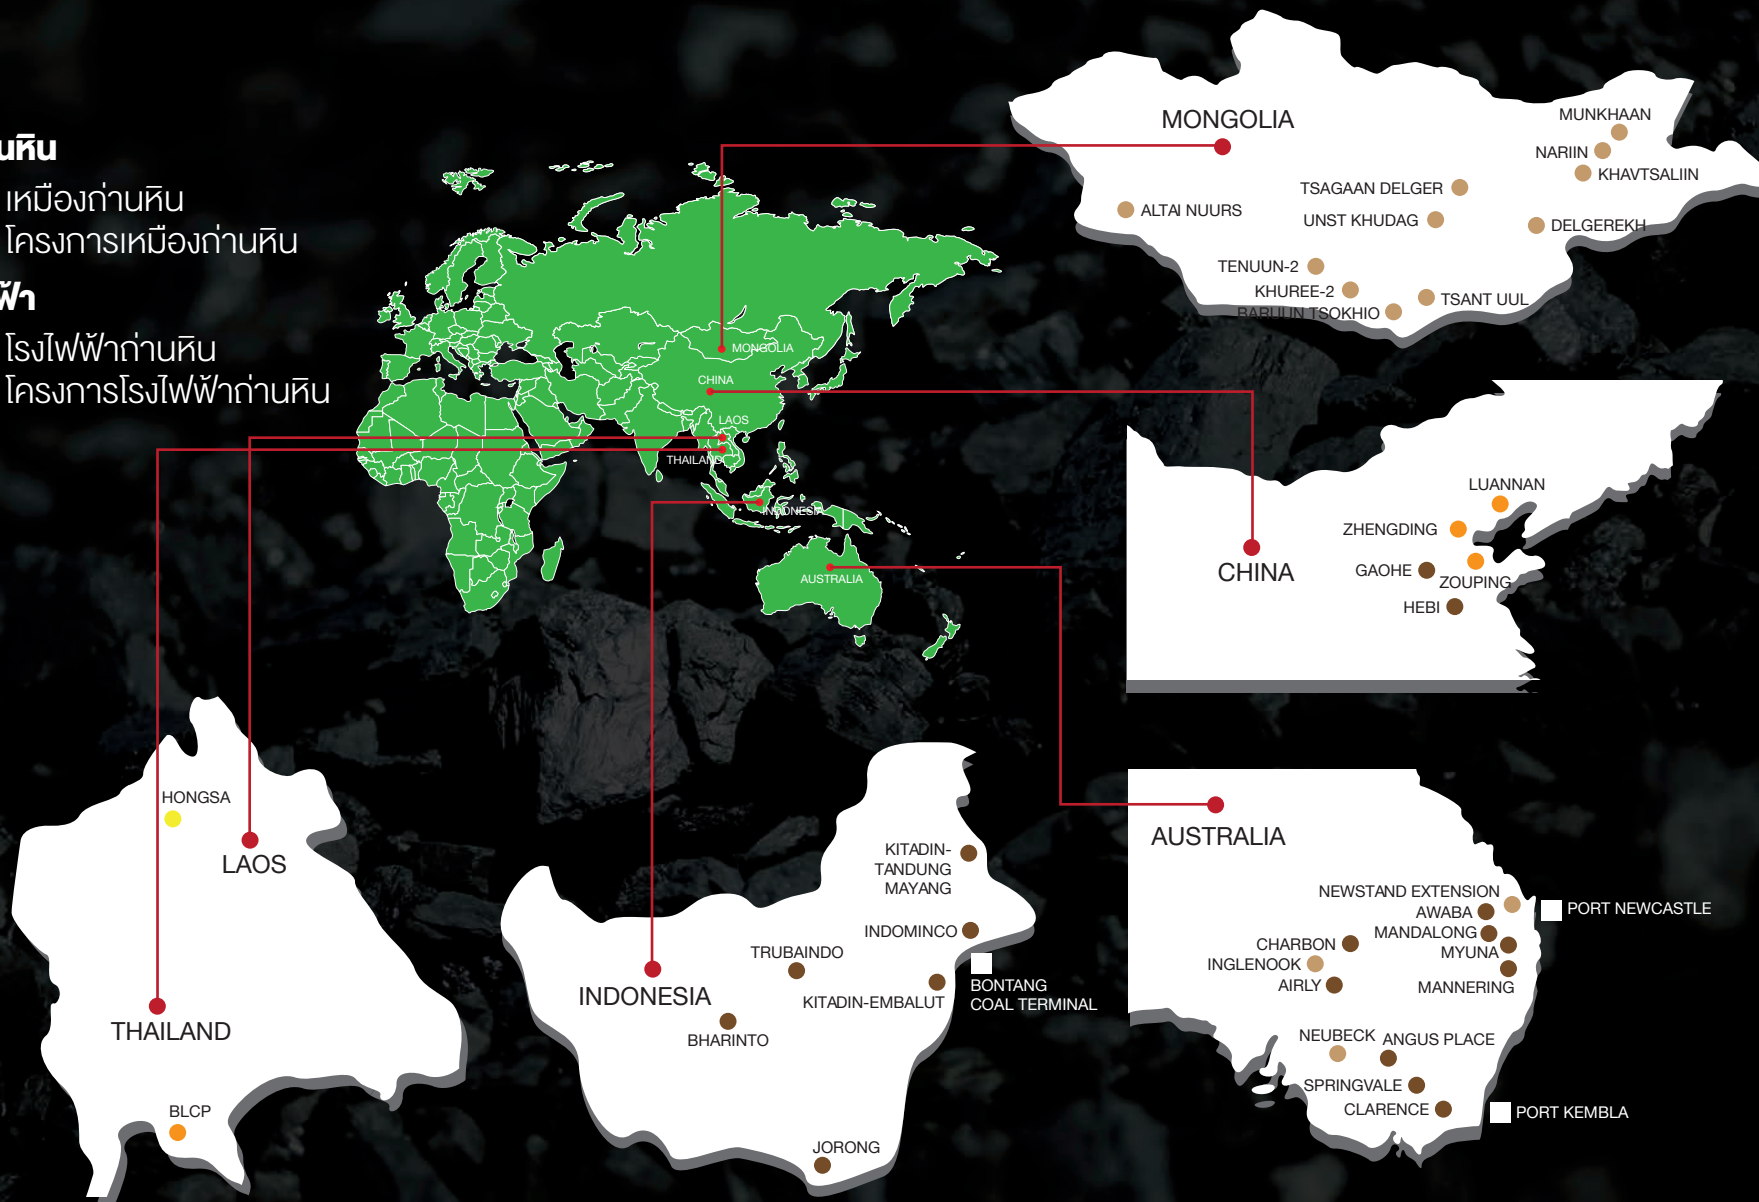 นหิน
เหมืองถ่านหิน
โครงการเหมืองถ่านหิน
ฟ้า
โรงไฟฟ้าถ่านหิน
โครงการโรงไฟฟ้าถ่านหิน
MONGOLIA
CHINA
LAOS
THAILAND
INDONESIA
AUSTRALIA
MONGOLIA
MUNKHAAN
NARIIN
KHAVTSALIIN
TSAGAAN DELGER
ALTAI NUURS
UNST KHUDAG
DELGEREKH
TENUUN-2
KHUREE-2
TSANT UUL
BARUUN TSOKHIO
CHINA
LUANNAN
ZHENGDING
GAOHE
ZOUPING
HEBI
HONGSA
LAOS
THAILAND
BLCP
INDONESIA
KITADIN-
TANDUNG
MAYANG
INDOMINCO
TRUBAINDO
KITADIN-EMBALUT
BONTANG
COAL TERMINAL
BHARINTO
JORONG
AUSTRALIA
NEWSTAND EXTENSION
PORT NEWCASTLE
AWABA
MANDALONG
CHARBON
MYUNA
INGLENOOK
AIRLY
MANNERING
NEUBECK
ANGUS PLACE
SPRINGVALE
CLARENCE
PORT KEMBLA